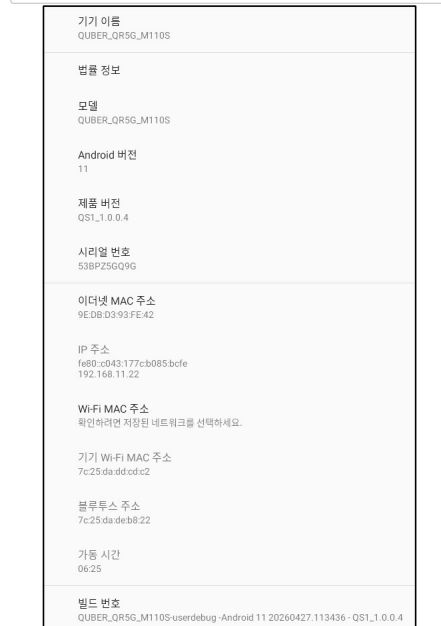 기기 이름
QUBER_QR5G_M110S
법률 정보
모델
QUBER_QR5G_M110S
Android 버전
11
제품 버전
QS1_1.0.0.4
시리얼 번호
53BPZ5GQ9G
이더넷 MAC 주소
9E:DB:D3:93:FE:42
IP 주소
fe80::c043:177c:b085:bcfe
192.168.11.22
Wi-Fi MAC 주소
확인하려면 저장된 네트워크를 선택하세요.
기기 Wi-Fi MAC 주소
7c:25:da:dd:cd:c2
블루투스 주소
7c:25:da:de:b8:22
가동 시간
06:25
빌드 번호
QUBER_QR5G_M110S-userdebug -Android 11 20260427.113436 - QS1_1.0.0.4